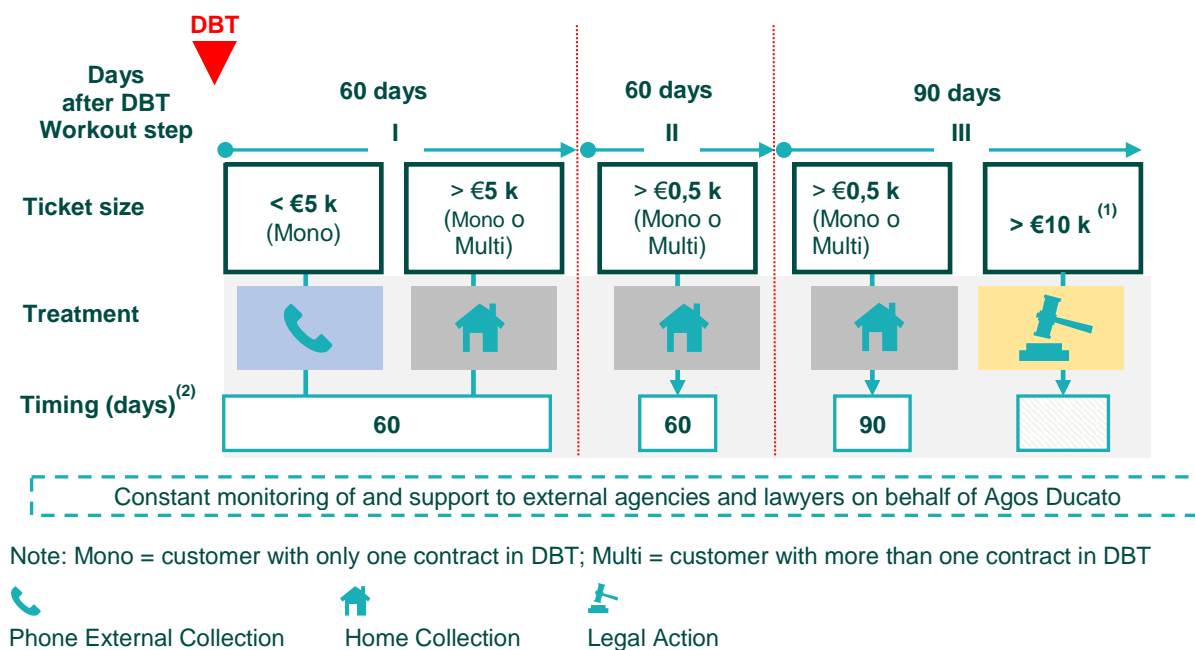 DBT
Days
after DBT
Workout step
60 days
60 days
90 days
I
II
III
Ticket size
< €5 k
(Mono)
> €5 k
(Mono o
Multi)
> €0,5 k
(Mono o
Multi)
> €0,5 k
(Mono o
Multi)
> €10 k (1)
Treatment
Timing (days)(2)
60
60
90
Constant monitoring of and support to external agencies and lawyers on behalf of Agos Ducato
Note: Mono = customer with only one contract in DBT; Multi = customer with more than one contract in DBT
Phone External Collection
Home Collection
Legal Action